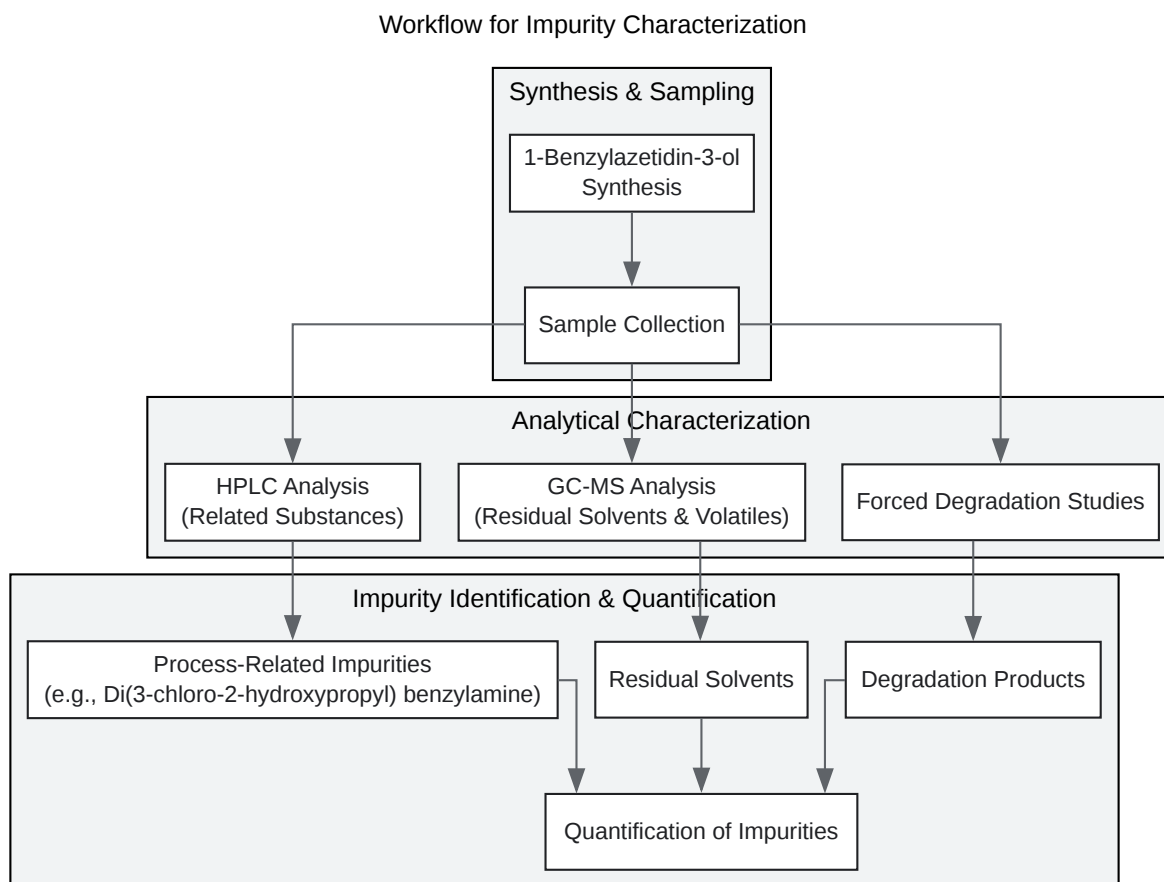 Workflow for Impurity Characterization
Synthesis & Sampling
1-Benzylazetidin-3-ol
Synthesis
Sample Collection
Analytical Characterization
HPLC Analysis
(Related Substances)
GC-MS Analysis
(Residual Solvents & Volatiles)
Forced Degradation Studies
Impurity Identification & Quantification
Process-Related Impurities
(e.g., Di(3-chloro-2-hydroxypropyl) benzylamine)
Residual Solvents
Degradation Products
Quantification of Impurities